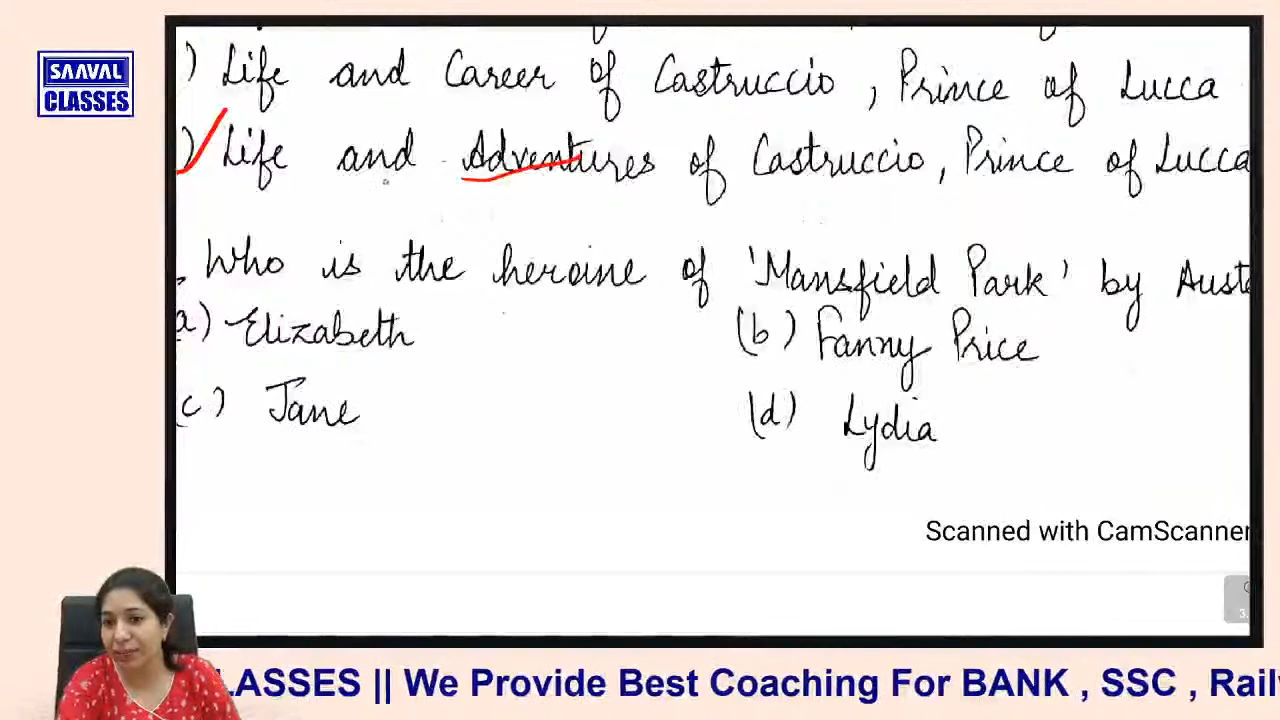 SAAVAL
CLASSES
) Life and Career of Castruccio, Prince of Lucca
) Life and Adventures of Castruccio, Prince of Lucca
. Who is the heroine of 'Mansfield Park' by Auste
a) Elizabeth (b) Fanny Price
(c) Jane (d) Lydia
Scanned with CamScanner
LASSES || We Provide Best Coaching For BANK , SSC , Rail